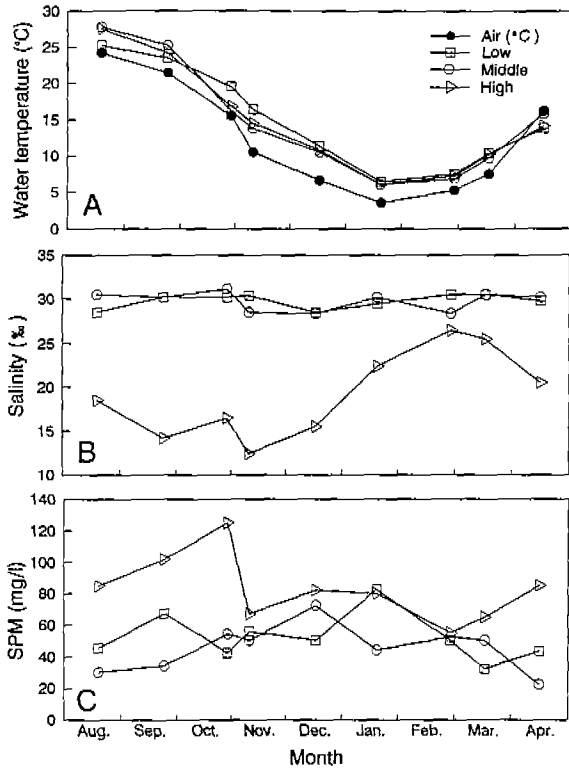 30
25
20
15
10
5
0
Water temperature (°C)
A
Air (°C)
Low
Middle
High
35
30
25
20
15
10
Salinity (‰)
B
140
120
100
80
60
40
20
0
SPM (mg/l)
C
Aug. Sep. Oct. Nov. Dec. Jan. Feb. Mar. Apr.
Month